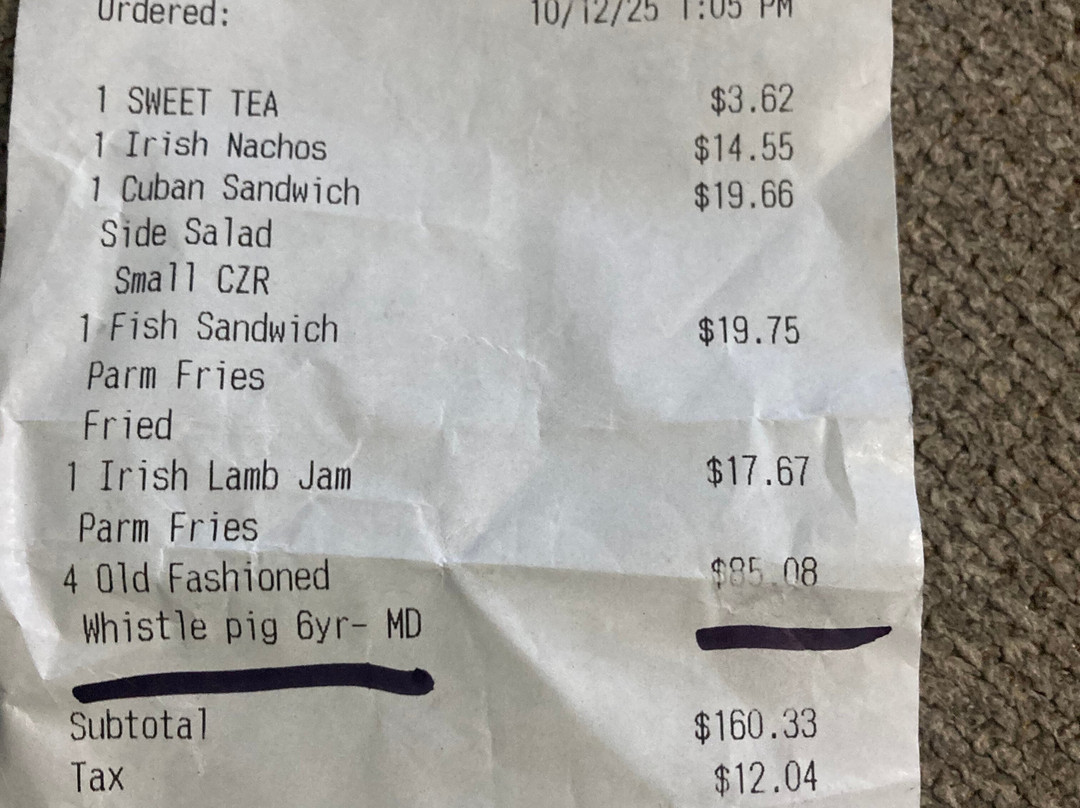 Ordered: 10/12/25 1:05 PM
1 SWEET TEA $3.62
1 Irish Nachos $14.55
1 Cuban Sandwich $19.66
Side Salad
Small CZR
1 Fish Sandwich $19.75
Parm Fries
Fried
1 Irish Lamb Jam $17.67
Parm Fries
4 Old Fashioned $85.08
Whistle pig 6yr- MD
Subtotal $160.33
Tax $12.04